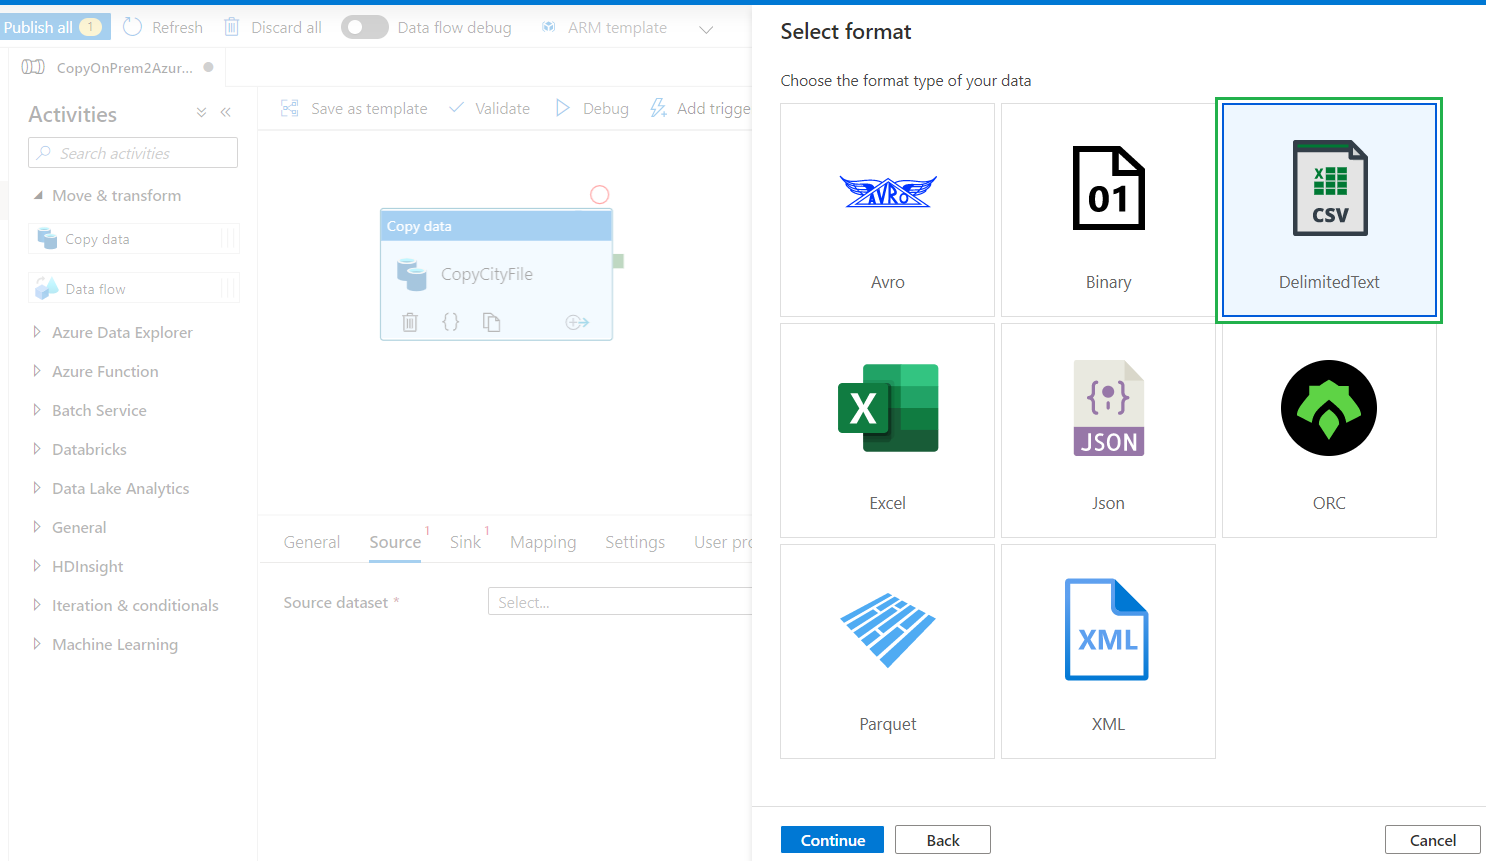 Publish all 1 Refresh Discard all Data flow debug ARM template
CopyOnPrem2Azur...
Activities
Search activities
Move & transform
Copy data
Data flow
Azure Data Explorer
Azure Function
Batch Service
Databricks
Data Lake Analytics
General
HDInsight
Iteration & conditionals
Machine Learning
Save as template Validate Debug Add trigge
Copy data
CopyCityFile
{}
General Source 1 Sink 1 Mapping Settings User pro
Source dataset * Select...
Select format
Choose the format type of your data
AVRO
Avro
01
Binary
X
CSV
DelimitedText
X
Excel
{ } JSON
Json
ORC
Parquet
XML
XML
Continue Back Cancel